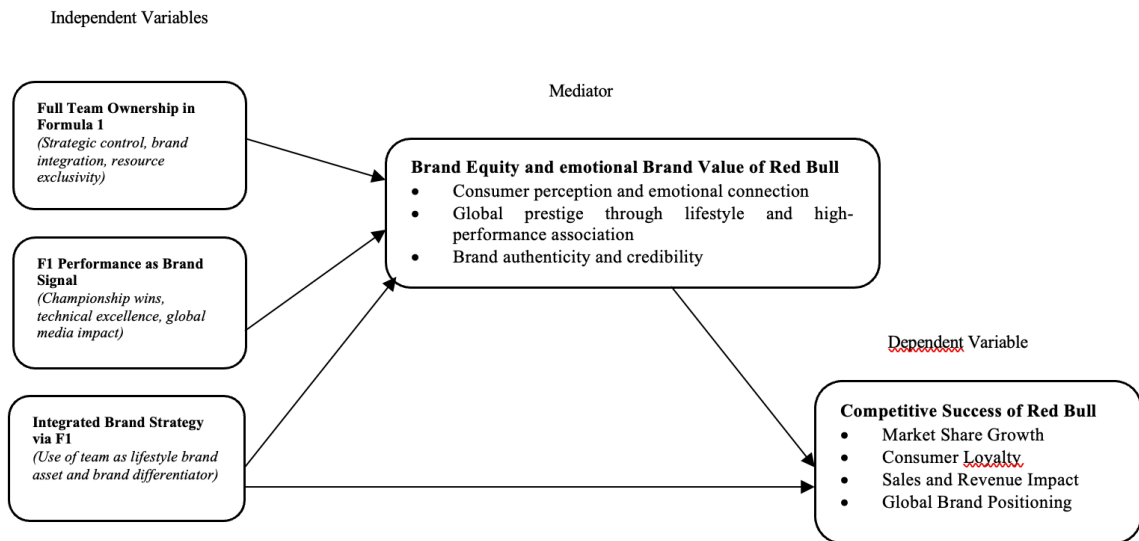 Independent Variables
Full Team Ownership in
Formula 1
(Strategic control, brand
integration, resource
exclusivity)
F1 Performance as Brand
Signal
(Championship wins,
technical excellence, global
media impact)
Integrated Brand Strategy
via F1
(Use of team as lifestyle brand
asset and brand differentiator)
Mediator
Brand Equity and emotional Brand Value of Red Bull
• Consumer perception and emotional connection
• Global prestige through lifestyle and high-
performance association
• Brand authenticity and credibility
Dependent Variable
Competitive Success of Red Bull
• Market Share Growth
• Consumer Loyalty
• Sales and Revenue Impact
• Global Brand Positioning